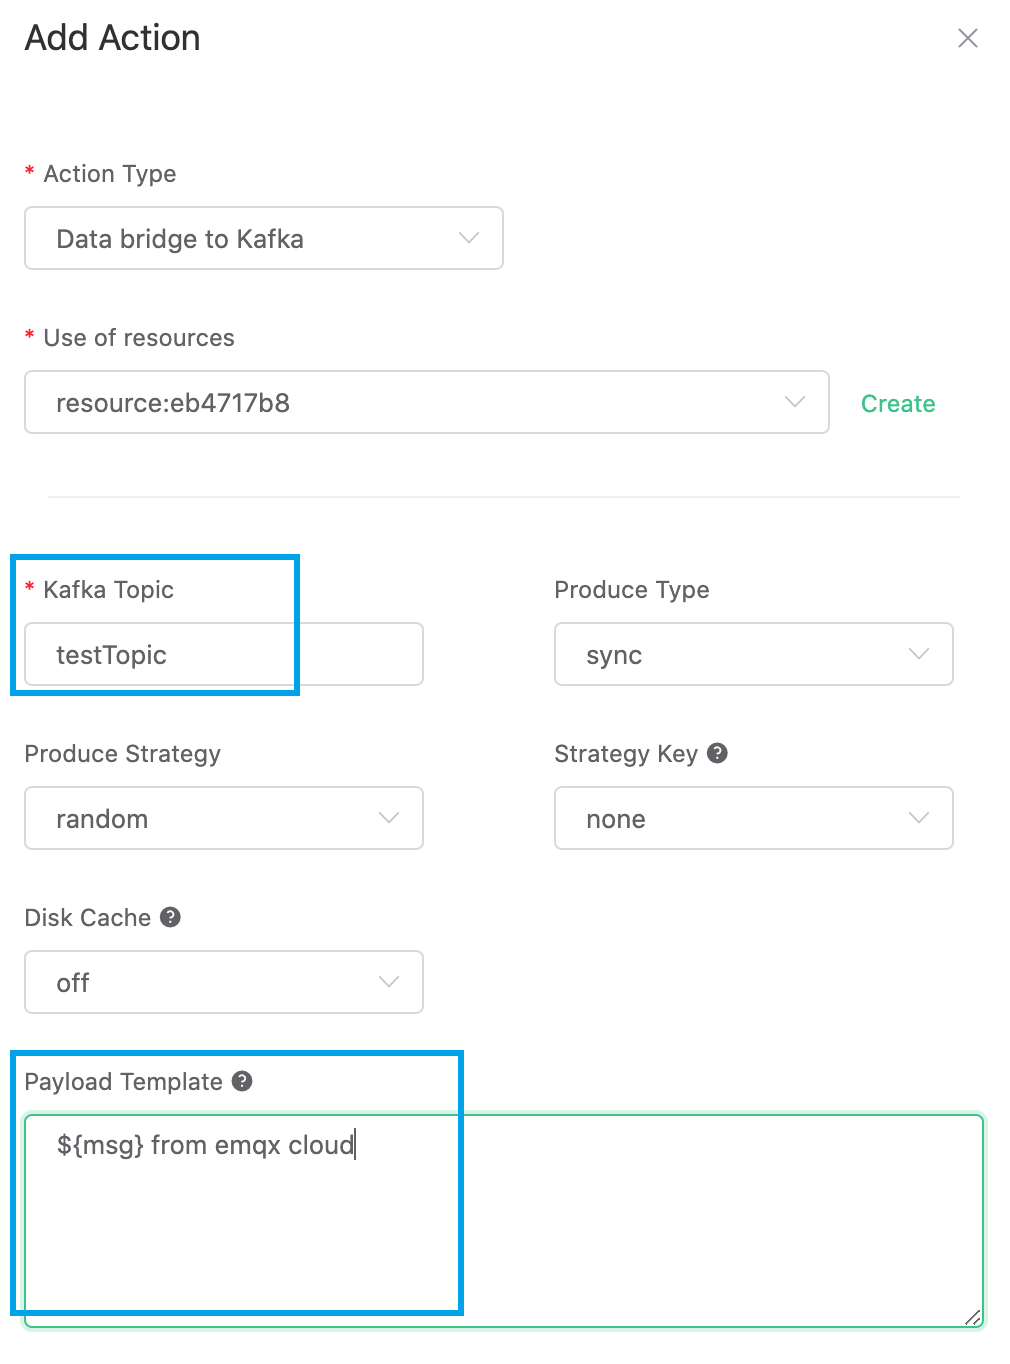 Add Action
* Action Type
Data bridge to Kafka
* Use of resources
resource:eb4717b8
Create
* Kafka Topic
Produce Type
testTopic
sync
Produce Strategy
Strategy Key ?
random
none
Disk Cache ?
off
Payload Template ?
${msg} from emqx cloud